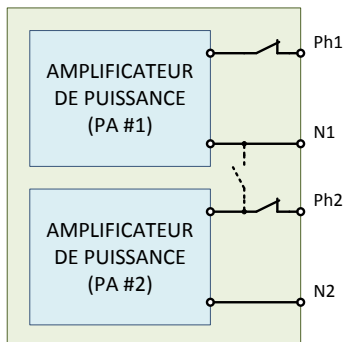 AMPLIFICATEUR
DE PUISSANCE
(PA #1)
Ph1
N1
AMPLIFICATEUR
DE PUISSANCE
(PA #2)
Ph2
N2